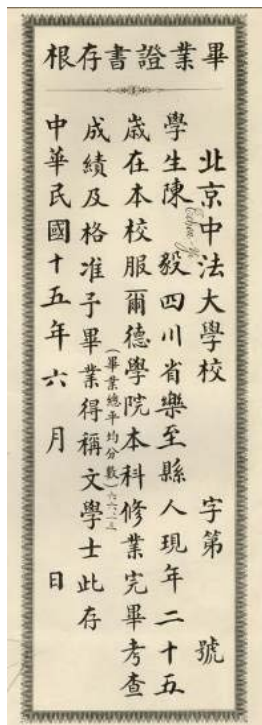 畢業證書存根
北京中法大學校　字第　號
學生陳毅四川省樂至縣人現年二十五
歲在本校服爾德學院本科修業完畢考查
成績及格准予畢業得稱文學士此存
(畢業總平均分數)六六·二三
中華民國十五年六月　日